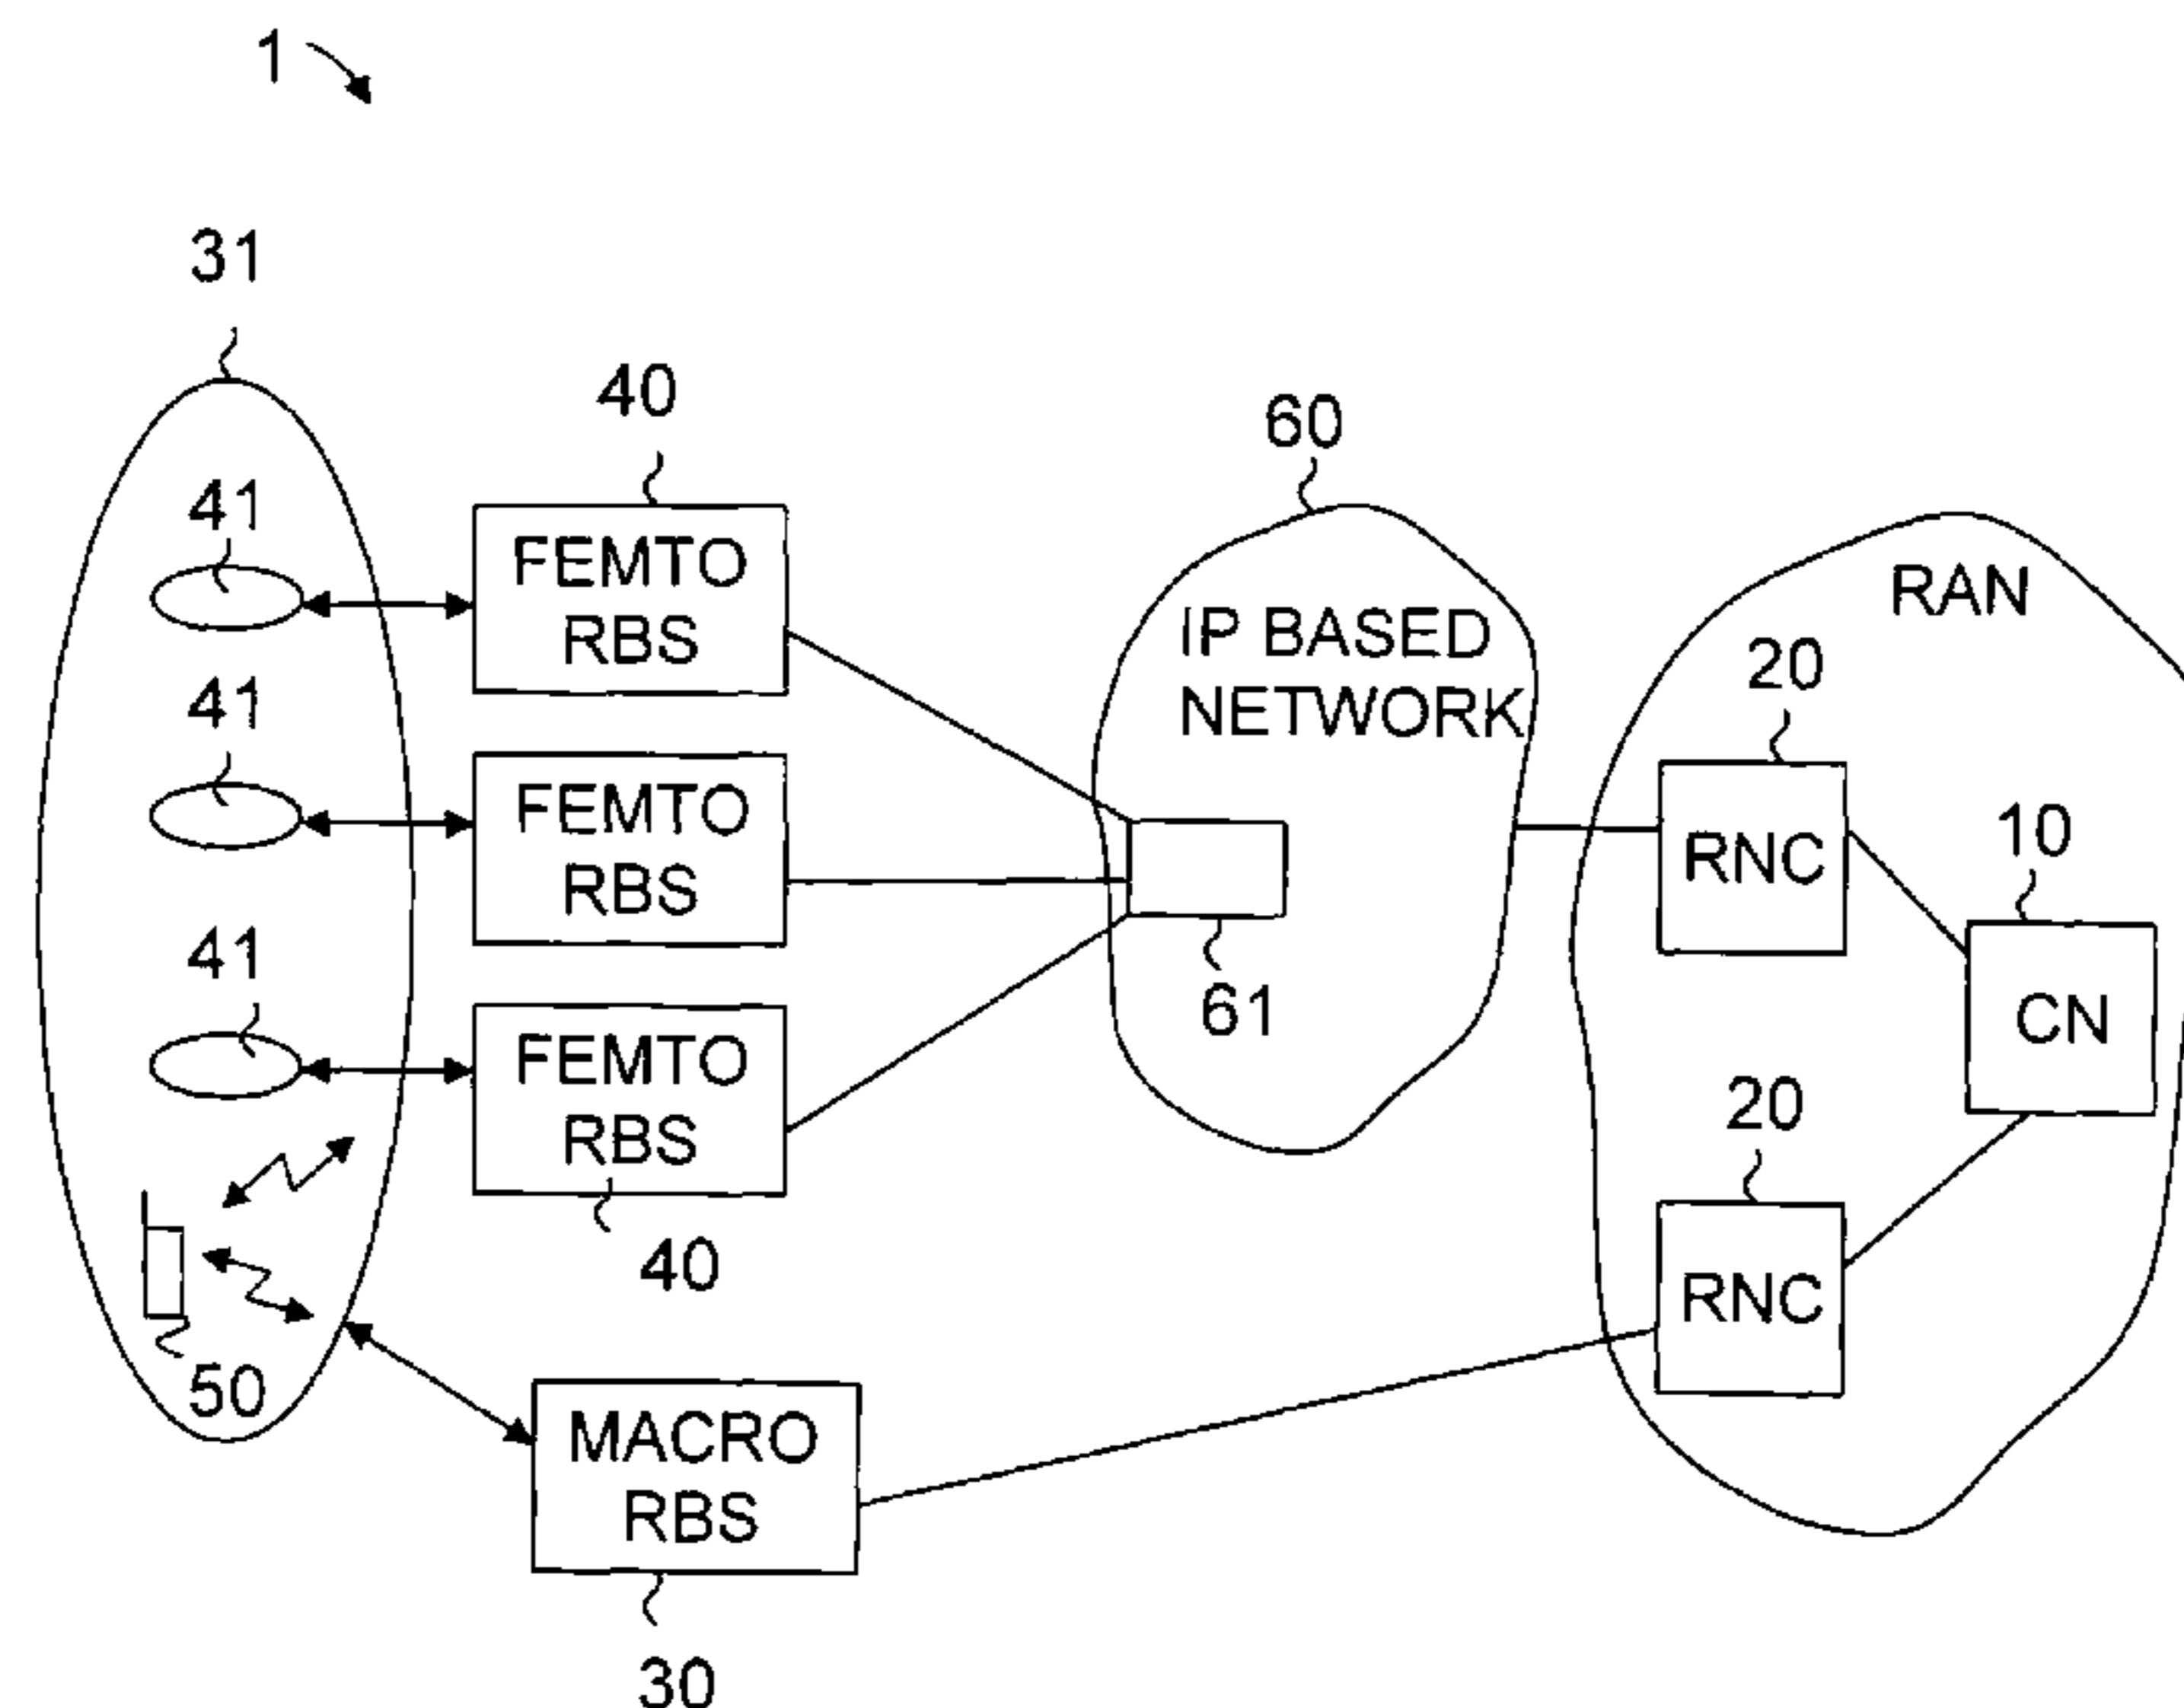 1
31
41
41
41
50
40
FEMTO
RBS
FEMTO
RBS
FEMTO
RBS
40
MACRO
RBS
30
60
IP BASED
NETWORK
61
RAN
20
RNC
10
CN
20
RNC